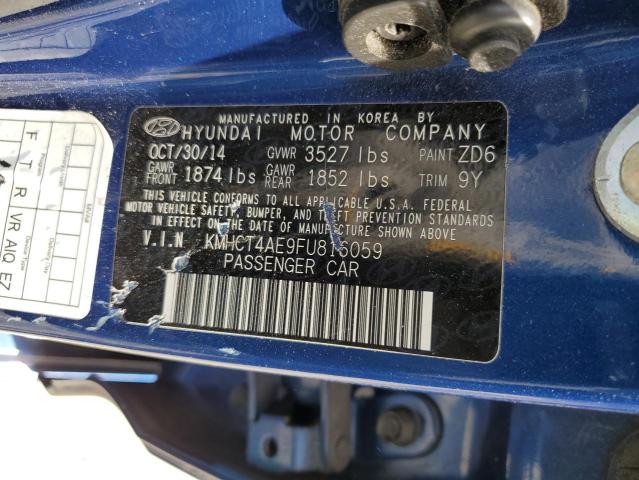 MANUFACTURED IN KOREA BY
HYUNDAI MOTOR COMPANY
OCT/30/14 GVWR 3527 lbs PAINT ZD6
GAWR FRONT 1874 lbs GAWR REAR 1852 lbs TRIM 9Y
THIS VEHICLE CONFORMS TO ALL APPLICABLE U.S.A. FEDERAL
MOTOR VEHICLE SAFETY, BUMPER, AND THEFT PREVENTION STANDARDS
IN EFFECT ON THE DATE OF MANUFACTURE SHOWN ABOVE
V.I.N KMHCT4AE9FU816059
PASSENGER CAR
F T R VR AIQ EZ